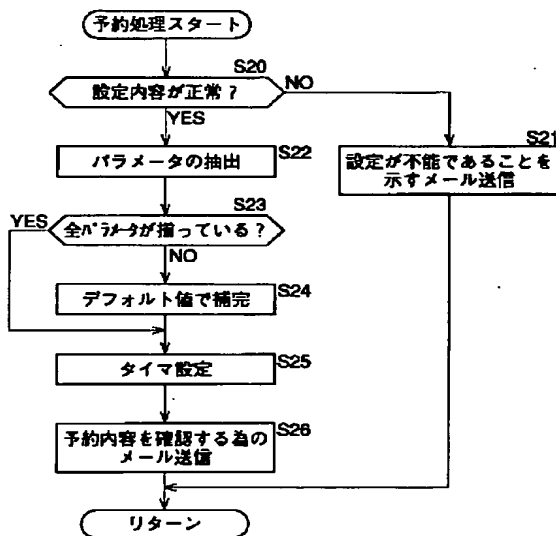 予約処理スタート
S20
設定内容が正常?
NO
YES
S21
設定が不能であることを
示すメール送信
パラメータの抽出
S22
S23
YES
全パラメータが揃っている?
NO
デフォルト値で補完
S24
タイマ設定
S25
予約内容を確認する為の
メール送信
S26
リターン